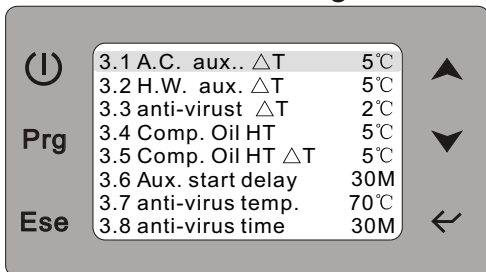 3.1 A.C. aux.. △T 5℃
3.2 H.W. aux. △T 5℃
3.3 anti-virust △T 2℃
3.4 Comp. Oil HT 5℃
Prg
3.5 Comp. Oil HT △T 5℃
3.6 Aux. start delay 30M
3.7 anti-virus temp. 70℃
Ese
3.8 anti-virus time 30M